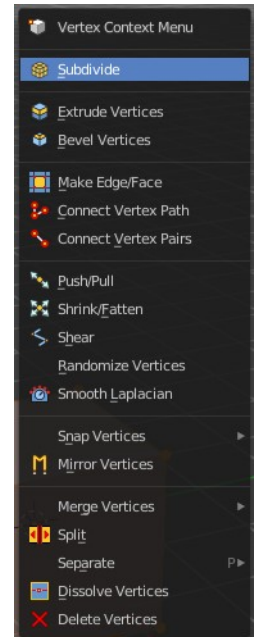 Vertex Context Menu
Subdivide
Extrude Vertices
Bevel Vertices
Make Edge/Face
Connect Vertex Path
Connect Vertex Pairs
Push/Pull
Shrink/Fatten
Shear
Randomize Vertices
Smooth Laplacian
Snap Vertices
Mirror Vertices
Merge Vertices
Split
Separate P
Dissolve Vertices
Delete Vertices